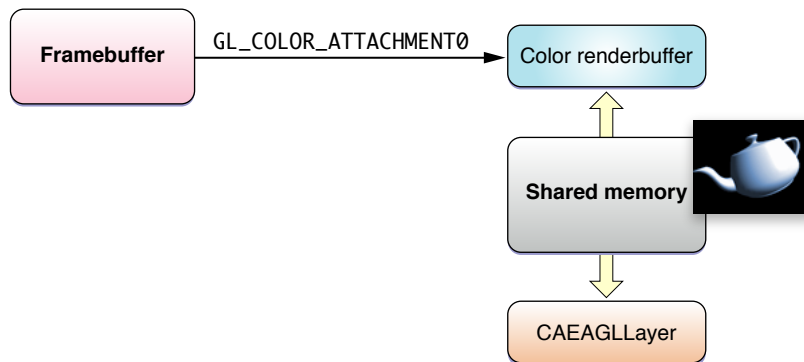 Framebuffer
GL_COLOR_ATTACHMENT0
Color renderbuffer
Shared memory
CAEAGLLayer